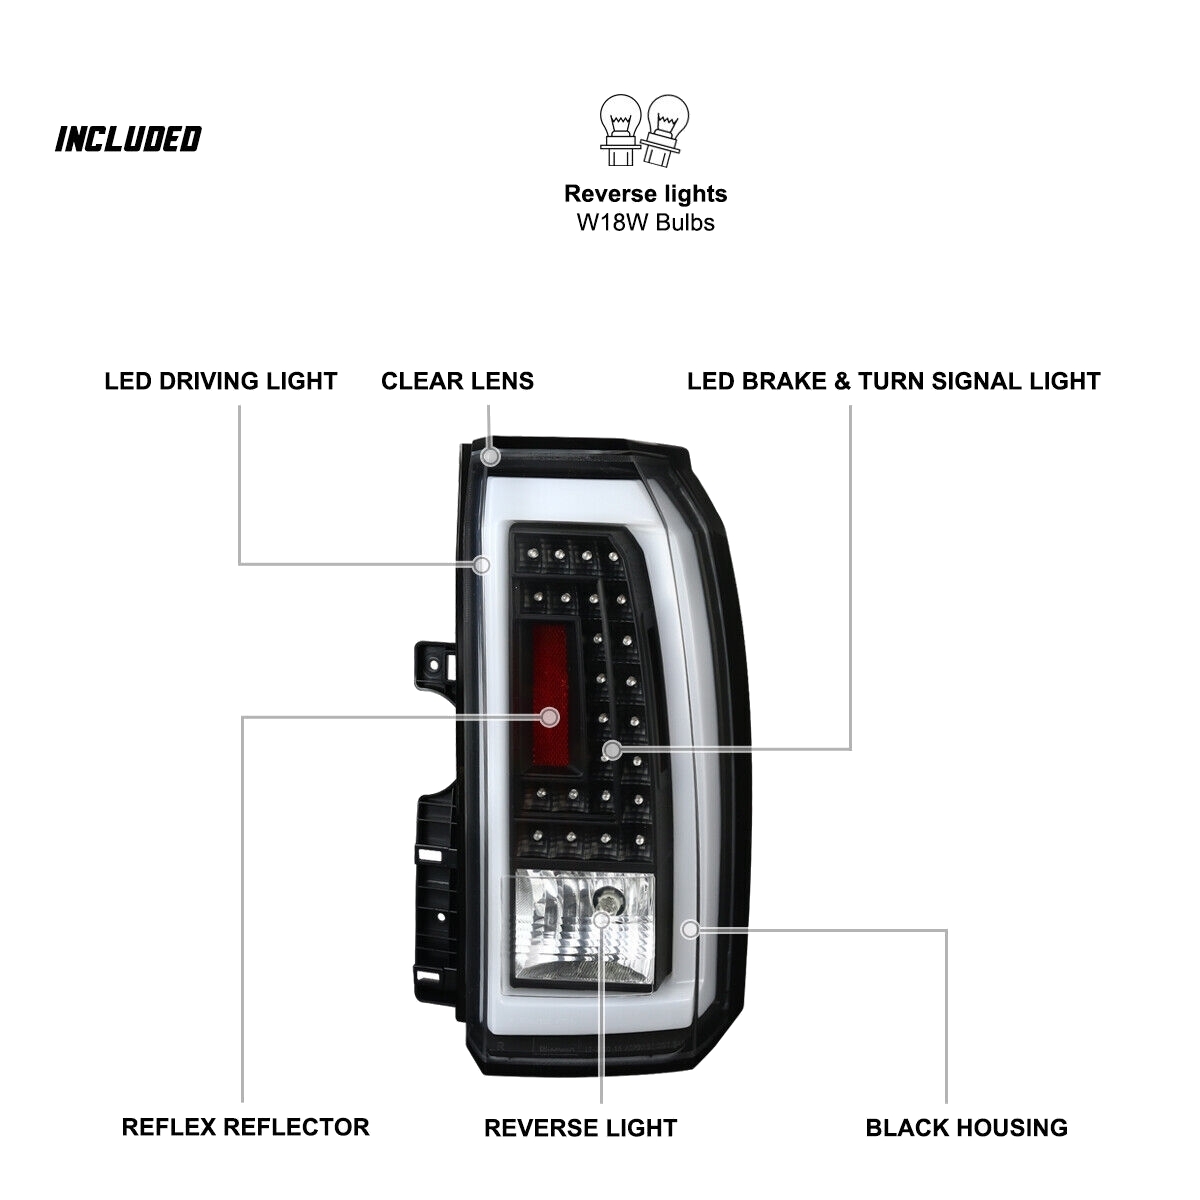 INCLUDED
Reverse lights
W18W Bulbs
LED DRIVING LIGHT
CLEAR LENS
LED BRAKE & TURN SIGNAL LIGHT
R
REFLEX REFLECTOR
REVERSE LIGHT
BLACK HOUSING